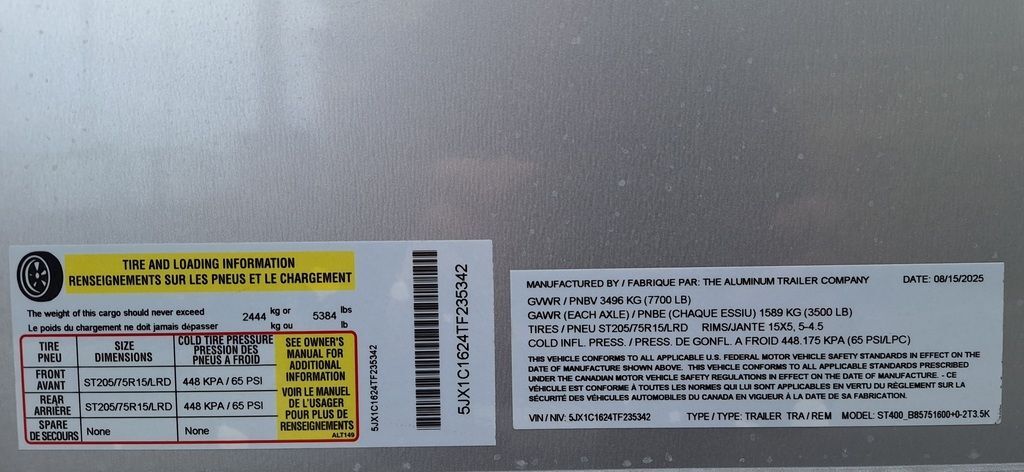 TIRE AND LOADING INFORMATION
RENSEIGNEMENTS SUR LES PNEUS ET LE CHARGEMENT
The weight of this cargo should never exceed 2444 kg or 5384 lbs
Le poids du chargement ne doit jamais dépasser kg ou lb
TIRE PNEU SIZE DIMENSIONS COLD TIRE PRESSURE PRESSION DES PNEUS A FROID
FRONT AVANT ST205/75R15/LRD 448 KPA / 65 PSI
REAR ARRIÈRE ST205/75R15/LRD 448 KPA / 65 PSI
SPARE DE SECOURS None None
SEE OWNER'S
MANUAL FOR
ADDITIONAL
INFORMATION
VOIR LE MANUEL
DE L'USAGER
POUR PLUS DE
RENSEIGNEMENTS
ALT149
5JX1C1624TF235342
5JX1C1624TF235342
MANUFACTURED BY / FABRIQUE PAR: THE ALUMINUM TRAILER COMPANY DATE: 08/15/2025
GVWR / PNBV 3496 KG (7700 LB)
GAWR (EACH AXLE) / PNBE (CHAQUE ESSIU) 1589 KG (3500 LB)
TIRES / PNEU ST205/75R15/LRD RIMS/JANTE 15X5, 5-4.5
COLD INFL. PRESS. / PRESS. DE GONFL. A FROID 448.175 KPA (65 PSI/LPC)
THIS VEHICLE CONFORMS TO ALL APPLICABLE U.S. FEDERAL MOTOR VEHICLE SAFETY STANDARDS IN EFFECT ON THE
DATE OF MANUFACTURE SHOWN ABOVE. THIS VEHICLE CONFORMS TO ALL APPLICABLE STANDARDS PRESCRIBED
UNDER THE CANADIAN MOTOR VEHICLE SAFETY REGULATIONS IN EFFECT ON THE DATE OF MANUFACTURE. - CE
VÉHICULE EST CONFORME À TOUTES LES NORMES QUI LUI SONT APPLICABLES EN VERTU DU RÈGLEMENT SUR LA
SÉCURITÉ DES VÉHICULES AUTOMOBILES DU CANADA EN VIGUEUR À LA DATE DE SA FABRICATION.
VIN / NIV: 5JX1C1624TF235342 TYPE / TYPE: TRAILER TRA / REM MODEL: ST400_B85751600+0-2T3.5K